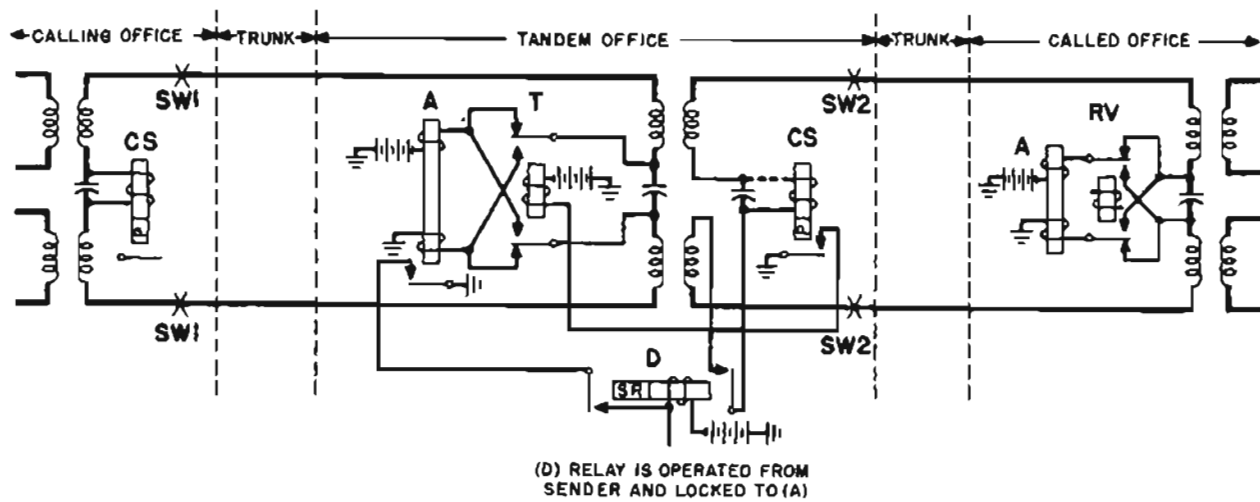 CALLING OFFICE TRUNK TANDEM OFFICE TRUNK CALLED OFFICE
SW1 SW2
A T RV
CS CS A
P P
SW1 SW2
D
SR
(D) RELAY IS OPERATED FROM
SENDER AND LOCKED TO (A)